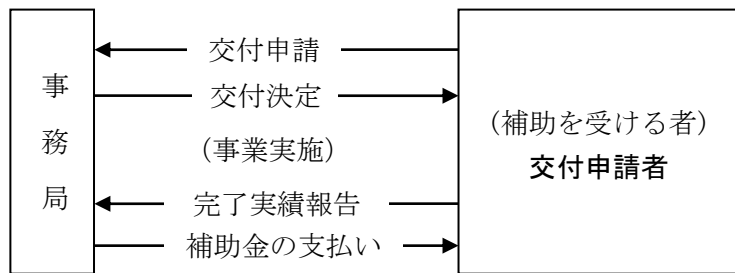 事務局
交付申請
交付決定
(事業実施)
完了実績報告
補助金の支払い
(補助を受ける者)
交付申請者